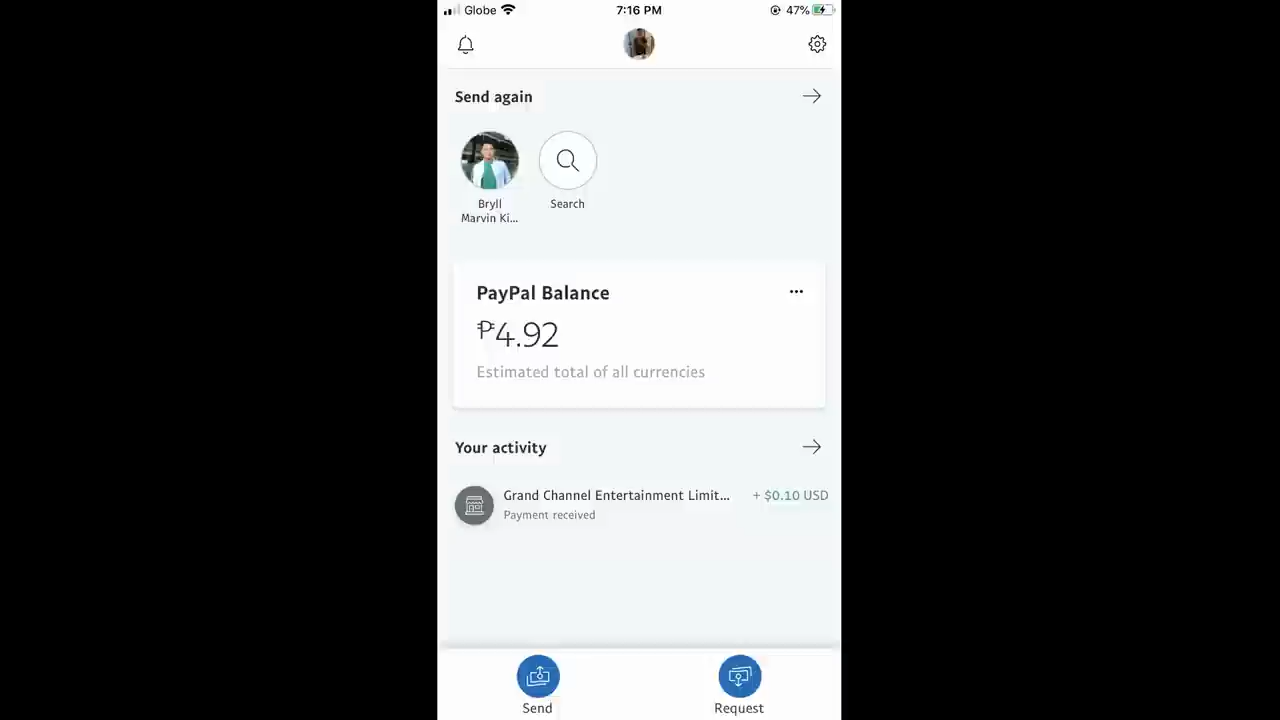 Globe
7:16 PM
47%
Send again
Bryll
Marvin Ki...
Search
PayPal Balance
₱4.92
Estimated total of all currencies
Your activity
Grand Channel Entertainment Limit...
+ $0.10 USD
Payment received
Send
Request